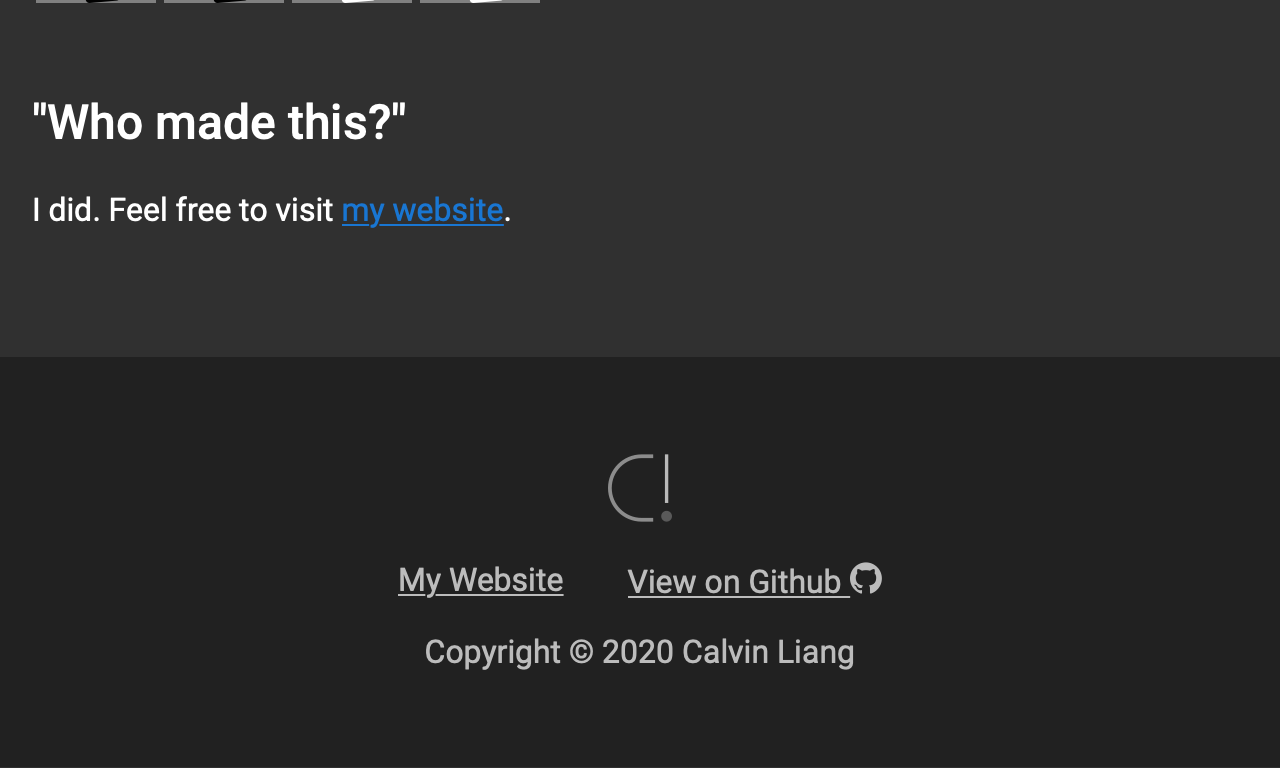 "Who made this?"
I did. Feel free to visit my website.
C!
My Website
View on Github
Copyright © 2020 Calvin Liang